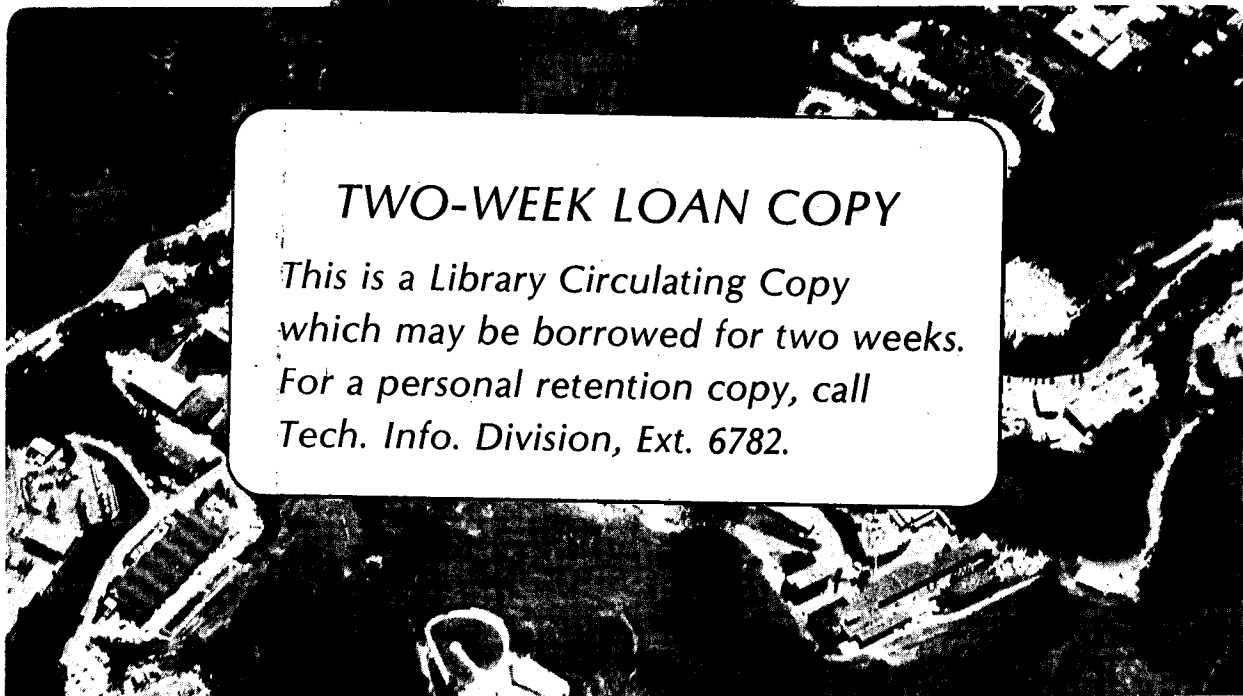 TWO-WEEK LOAN COPY
This is a Library Circulating Copy
which may be borrowed for two weeks.
For a personal retention copy, call
Tech. Info. Division, Ext. 6782.